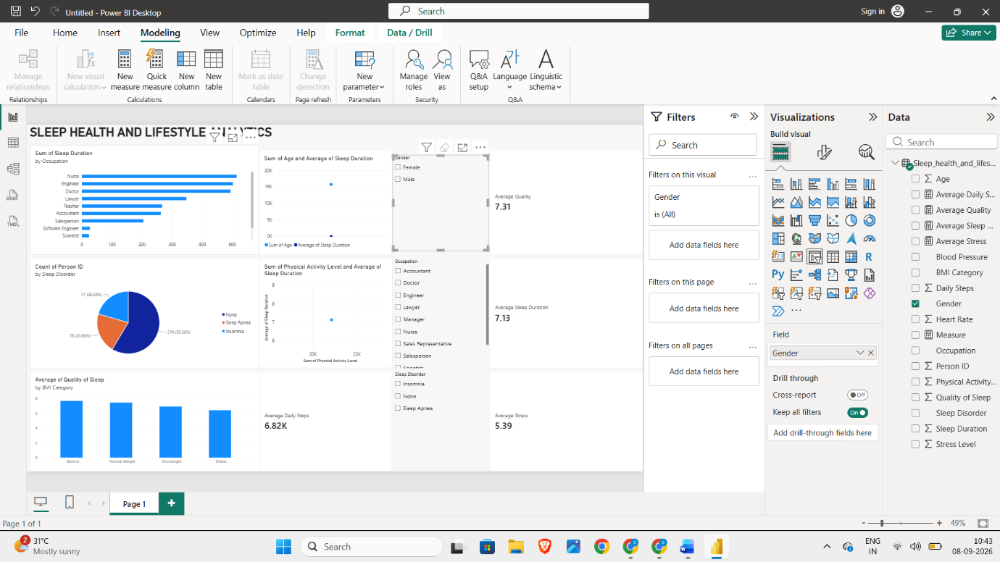 Untitled - Power BI Desktop
Search
Sign in
File
Home
Insert
Modeling
View
Optimize
Help
Format
Data / Drill
Share
Manage relationships
New visual calculation
New measure
Quick measure
New column
New table
Mark as date table
Change detection
New parameter
Manage roles
View as
Q&A setup
Language
Linguistic schema
Relationships
Calculations
Calendars
Page refresh
Parameters
Security
Q&A
SLEEP HEALTH AND LIFESTYLE ANALYTICS
Sum of Sleep Duration
by Occupation
Nurse
Engineer
Doctor
Lawyer
Teacher
Accountant
Salesperson
Software Engineer
Scientist
0 100 200 300 400 500
Sum of Age and Average of Sleep Duration
20K
15K
10K
5K
0K
Sum of Age Average of Sleep Duration
Gender
Female
Male
Average Quality
7.31
Count of Person ID
by Sleep Disorder
77 (20.59%)
78 (20.86%)
219 (58.56%)
None
Sleep Apnea
Insomnia
Sum of Physical Activity Level and Average of
Sleep Duration
Average of Sleep Duration
9
8
7
6
20K 25K
Sum of Physical Activity Level
Occupation
Accountant
Doctor
Engineer
Lawyer
Manager
Nurse
Sales Representative
Salesperson
Scientist
Average Sleep Duration
7.13
Average of Quality of Sleep
by BMI Category
8
6
4
2
0
Normal Normal Weight Overweight Obese
Average Daily Steps
6.82K
Sleep Disorder
Insomnia
None
Sleep Apnea
Average Stress
5.39
Filters
Search
Filters on this visual
Gender
is (All)
Add data fields here
Filters on this page
Add data fields here
Filters on all pages
Add data fields here
Visualizations
Build visual
123
R
Py
Field
Gender
Drill through
Cross-report
Off
Keep all filters
On
Add drill-through fields here
Data
Search
Sleep_health_and_lifes...
Age
Average Daily S...
Average Quality
Average Sleep ...
Average Stress
Blood Pressure
BMI Category
Daily Steps
Gender
Heart Rate
Measure
Occupation
Person ID
Physical Activity...
Quality of Sleep
Sleep Disorder
Sleep Duration
Stress Level
DAX
TMDL
Page 1
Page 1 of 1
- + 49%
2
31°C
Mostly sunny
Search
ENG
IN
10:43
08-09-2026